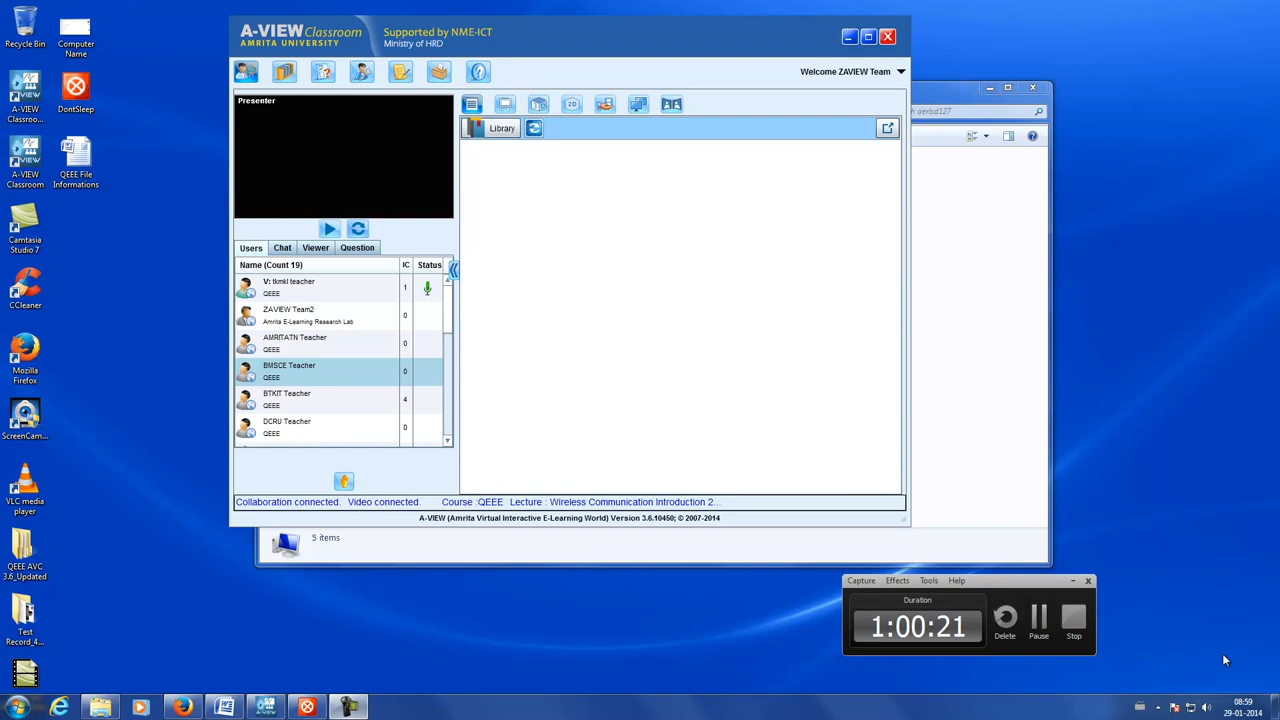 Recycle Bin
Computer
Name
A-VIEW
Classroo...
DontSleep
A-VIEW
Classroom
QEEE File
Informations
Camtasia
Studio 7
CCleaner
Mozilla
Firefox
ScreenCam...
VLC media
player
QEEE AVC
3.6_Updated
Test
Record_4...
A-VIEW Classroom
AMRITA UNIVERSITY
Supported by NME-ICT
Ministry of HRD
Welcome ZAVIEW Team
Presenter
2D
Library
Users Chat Viewer Question
Name (Count 19) IC Status
V: tkmkl teacher
QEEE
1
ZAVIEW Team2
Amrita E-Learning Research Lab
0
AMRITATN Teacher
QEEE
0
BMSCE Teacher
QEEE
0
BTKIT Teacher
QEEE
4
DCRU Teacher
QEEE
0
Collaboration connected. Video connected. Course :QEEE Lecture : Wireless Communication Introduction 2...
A-VIEW (Amrita Virtual Interactive E-Learning World) Version 3.6.10450; © 2007-2014
5 items
Capture Effects Tools Help
Duration
1:00:21
Delete Pause Stop
08:59
29-01-2014